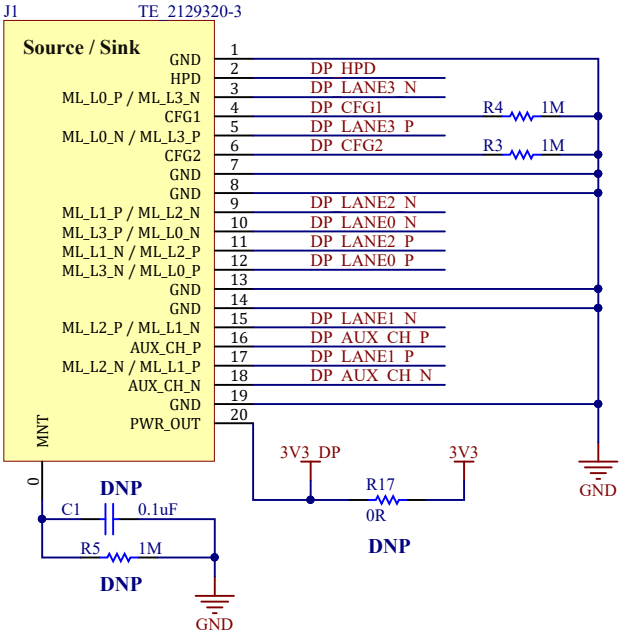 J1 TE_2129320-3
Source / Sink
GND 1
HPD 2 DP_HPD
ML_L0_P / ML_L3_N 3 DP_LANE3_N
CFG1 4 DP_CFG1 R4 1M
ML_L0_N / ML_L3_P 5 DP_LANE3_P
CFG2 6 DP_CFG2 R3 1M
GND 7
GND 8
ML_L1_P / ML_L2_N 9 DP_LANE2_N
ML_L3_P / ML_L0_N 10 DP_LANE0_N
ML_L1_N / ML_L2_P 11 DP_LANE2_P
ML_L3_N / ML_L0_P 12 DP_LANE0_P
GND 13
GND 14
ML_L2_P / ML_L1_N 15 DP_LANE1_N
AUX_CH_P 16 DP_AUX_CH_P
ML_L2_N / ML_L1_P 17 DP_LANE1_P
AUX_CH_N 18 DP_AUX_CH_N
GND 19
PWR_OUT 20
MNT
0
3V3_DP 3V3
GND
R17
0R
DNP
DNP
C1 0.1uF
R5 1M
DNP
GND